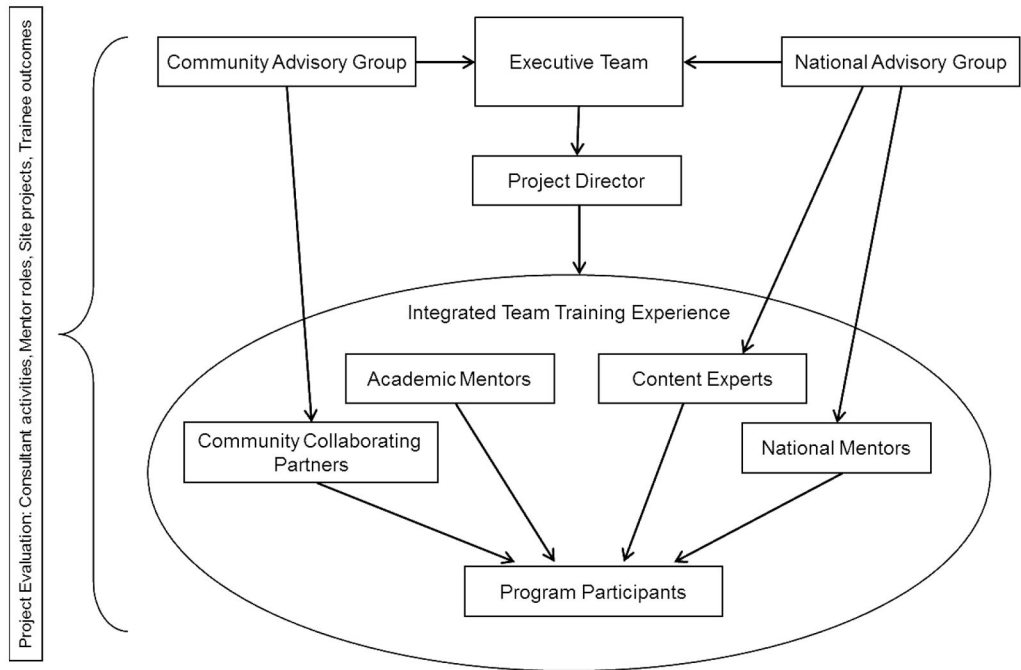 Project Evaluation: Consultant activities, Mentor roles, Site projects, Trainee outcomes
Community Advisory Group
Executive Team
National Advisory Group
Project Director
Integrated Team Training Experience
Academic Mentors
Content Experts
Community Collaborating
Partners
National Mentors
Program Participants